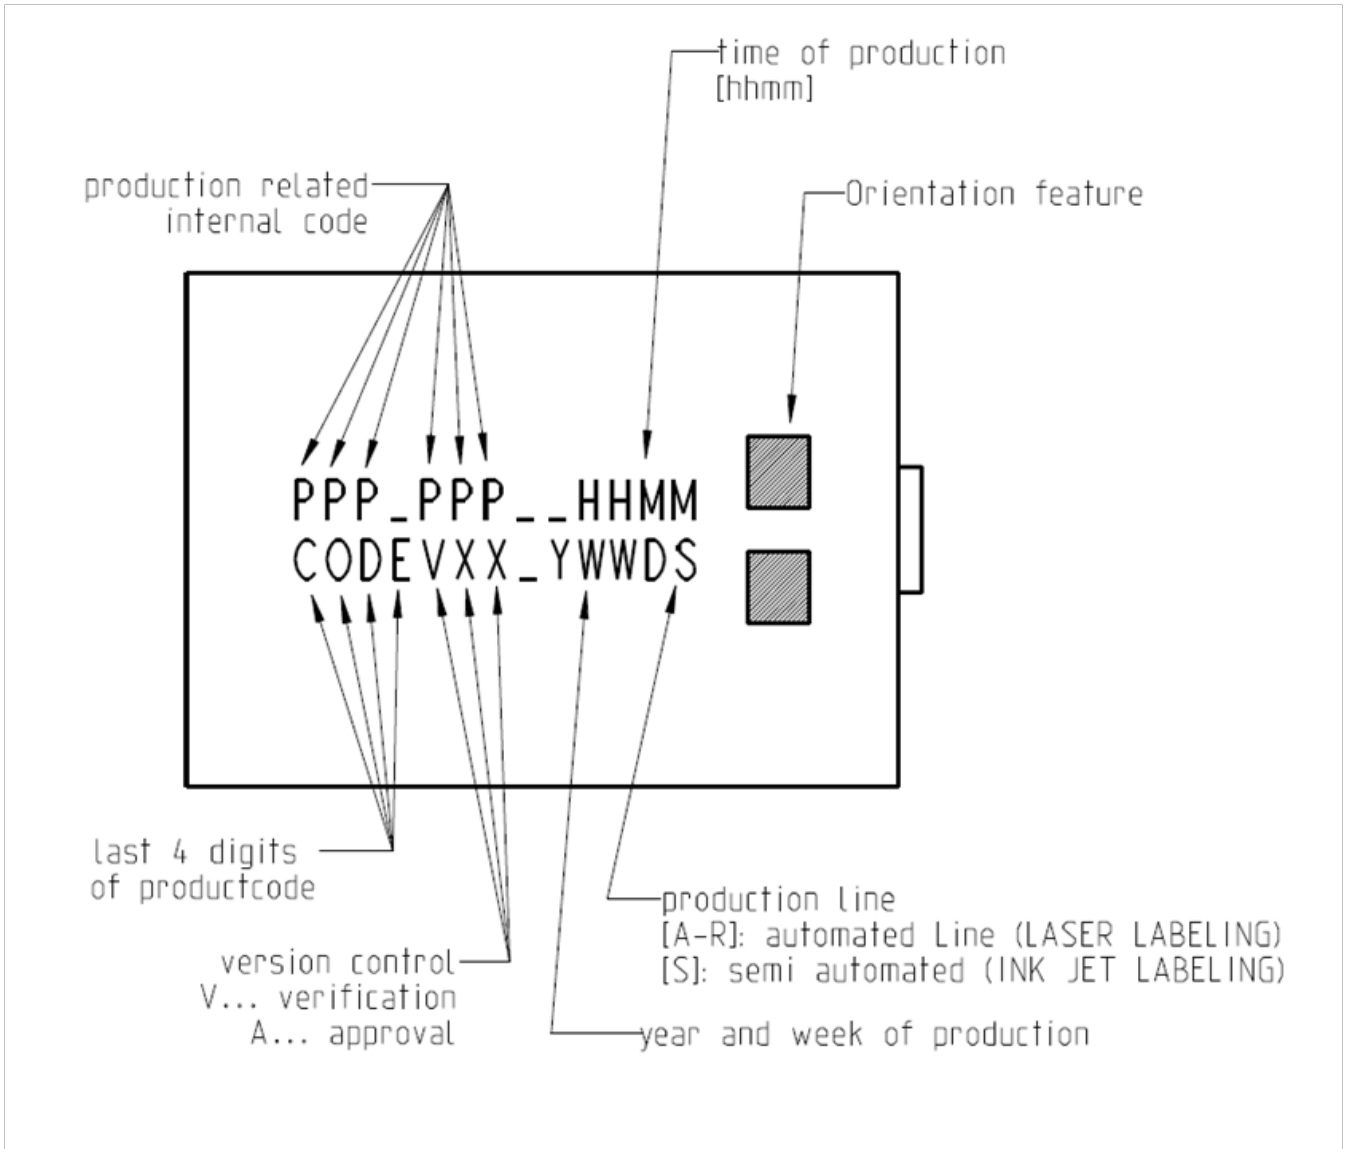 time of production
[hhmm]
production related
internal code
Orientation feature
PPP_PPP__HHMM
CODEVXX_YWWDS
last 4 digits
of productcode
production line
[A-R]: automated Line (LASER LABELING)
[S]: semi automated (INK JET LABELING)
version control
V... verification
A... approval
year and week of production